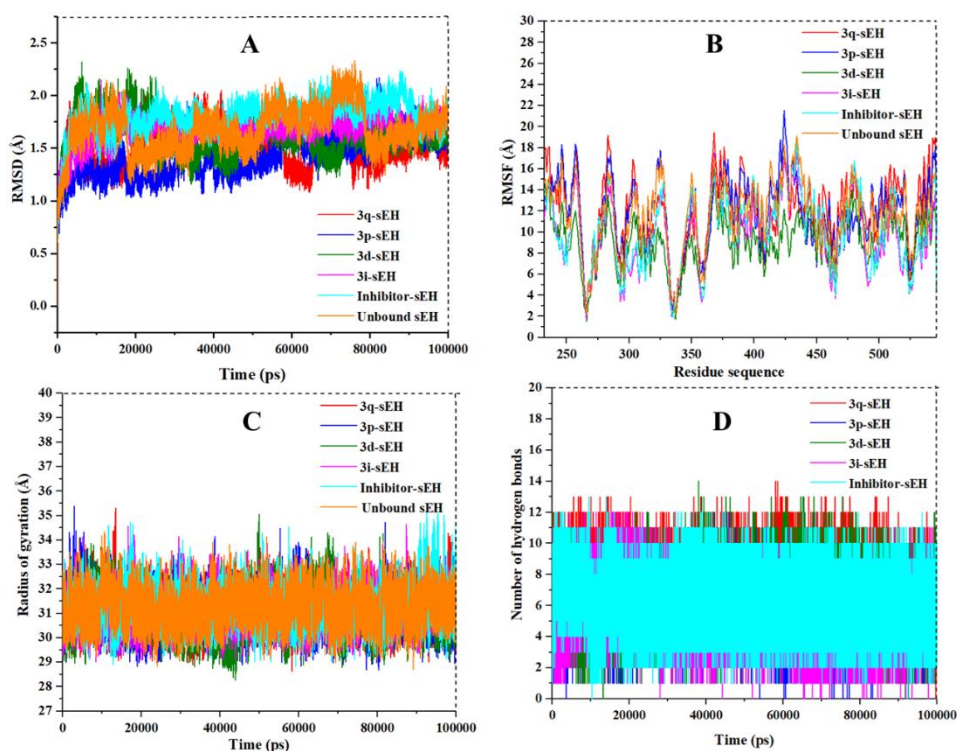 A
RMSD (Å)
2.5
2.0
1.5
1.0
0.5
0.0
3q-sEH
3p-sEH
3d-sEH
3i-sEH
Inhibitor-sEH
Unbound sEH
0 20000 40000 60000 80000 100000
Time (ps)
B
RMSF (Å)
30
28
26
24
22
20
18
16
14
12
10
8
6
4
2
0
3q-sEH
3p-sEH
3d-sEH
3i-sEH
Inhibitor-sEH
Unbound sEH
250 300 350 400 450 500
Residue sequence
C
Radius of gyration (Å)
40
39
38
37
36
35
34
33
32
31
30
29
28
27
3q-sEH
3p-sEH
3d-sEH
3i-sEH
Inhibitor-sEH
Unbound sEH
0 20000 40000 60000 80000 100000
Time (ps)
D
Number of hydrogen bonds
20
18
16
14
12
10
8
6
4
2
0
3q-sEH
3p-sEH
3d-sEH
3i-sEH
Inhibitor-sEH
0 20000 40000 60000 80000 100000
Time (ps)